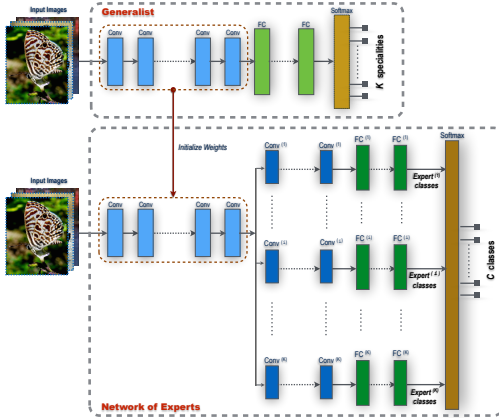 Input Images
Generalist
Conv
Conv
Conv
Conv
FC
FC
Softmax
K specialities
Initialize Weights
Input Images
Conv
Conv
Conv
Conv
Conv (1)
Conv (1)
FC (1)
FC (1)
Softmax
Expert (1)
classes
Conv (i)
Conv (i)
FC (i)
FC (i)
Expert (i)
classes
C classes
Conv (K)
Conv (K)
FC (K)
FC (K)
Expert (K)
classes
Network of Experts